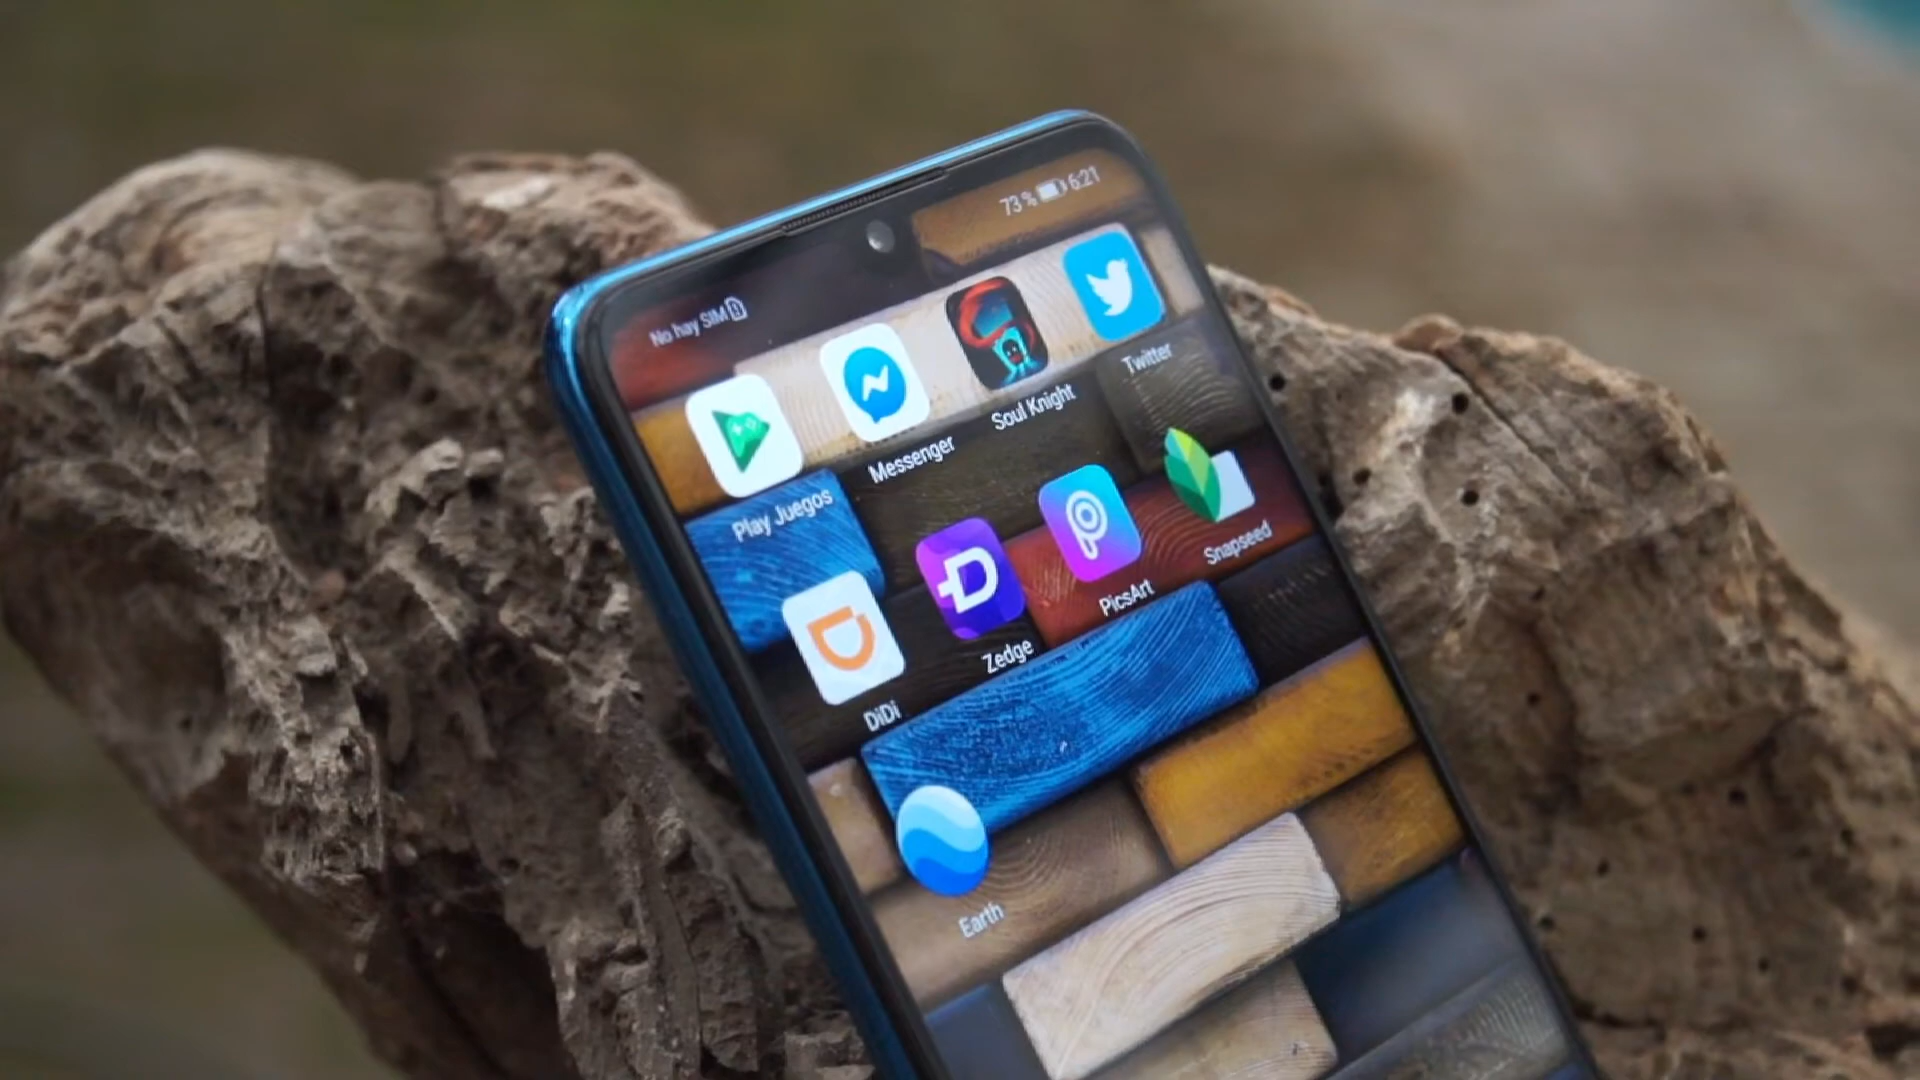 No hay SIM
73 % 6:21
Play Juegos
Messenger
Soul Knight
Twitter
DiDi
Zedge
PicsArt
Snapseed
Earth